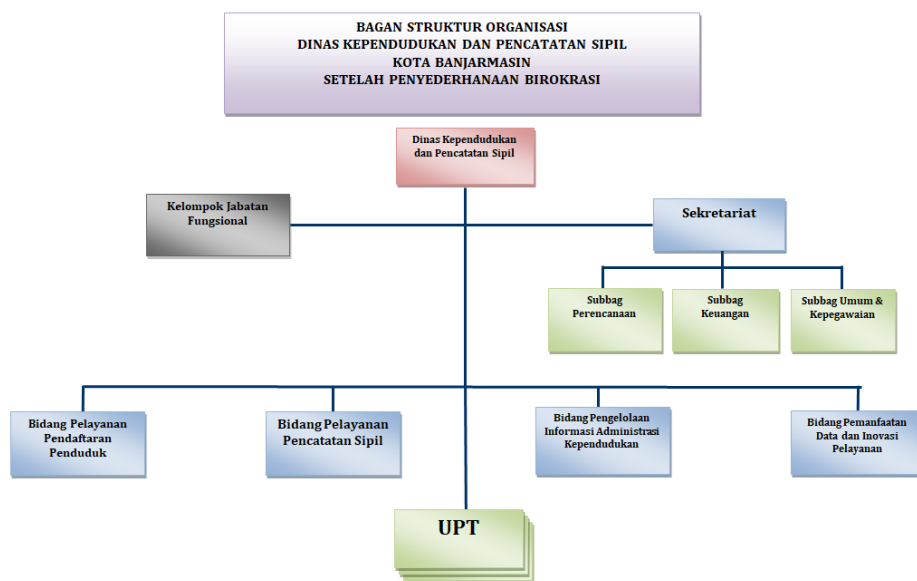 BAGAN STRUKTUR ORGANISASI
DINAS KEPENDUDUKAN DAN PENCATATAN SIPIL
KOTA BANJARMASIN
SETELAH PENYEDERHANAAN BIROKRASI
Dinas Kependudukan
dan Pencatatan Sipil
Kelompok Jabatan
Fungsional
Sekretariat
Subbag
Perencanaan
Subbag
Keuangan
Subbag Umum &
Kepegawaian
Bidang Pelayanan
Pendaftaran
Penduduk
Bidang Pelayanan
Pencatatan Sipil
Bidang Pengelolaan
Informasi Administrasi
Kependudukan
Bidang Pemanfaatan
Data dan Inovasi
Pelayanan
UPT